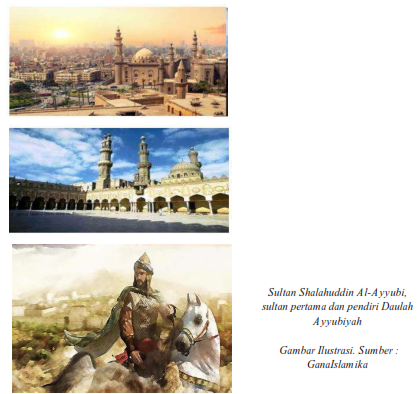 Sultan Shalahuddin Al-Ayyubi,
sultan pertama dan pendiri Daulah
Ayyubiyah
Gambar Ilustrasi. Sumber :
GanaIslamika